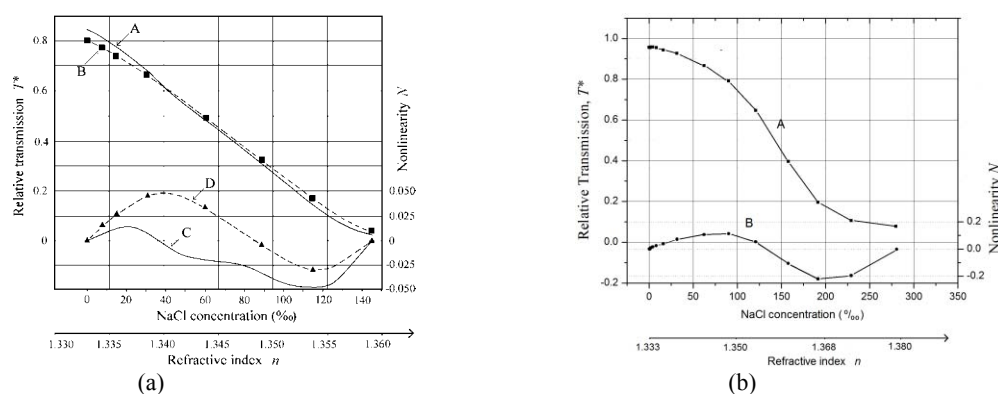 A
B
0.8
0.6
0.4
0.2
0
Relative transmission T*
D
C
0.050
0.025
0
-0.025
-0.050
Nonlinearity N
0 20 40 60 80 100 120 140
NaCl concentration (‰)
1.330 1.335 1.340 1.345 1.350 1.355 1.360
Refractive index n
(a)
1.0
0.8
0.6
0.4
0.2
0.0
-0.2
Relative Transmission, T*
A
B
0.2
0.0
-0.2
Nonlinearity N
0 50 100 150 200 250 300 350
NaCl concentration (‰)
1.333 1.350 1.368 1.380
Refractive index n
(b)